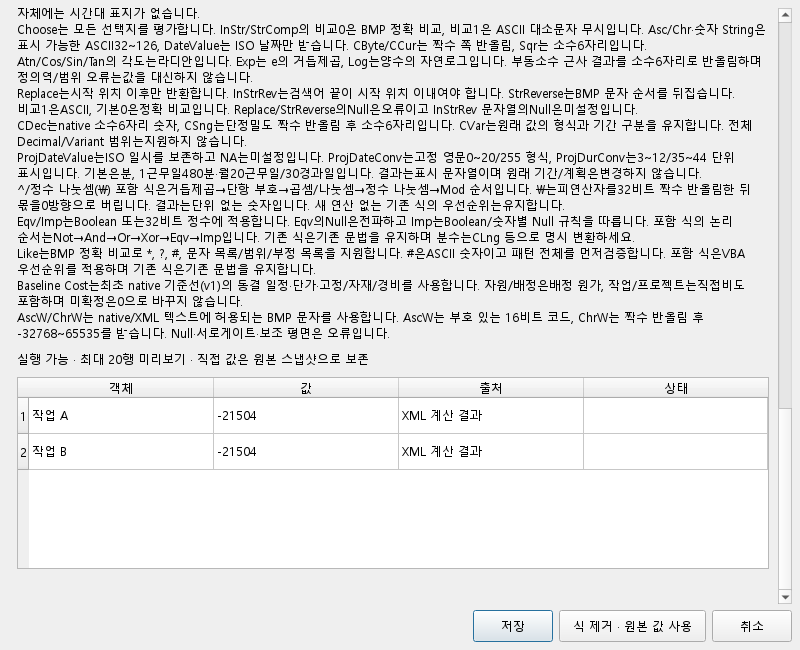 자체에는 시간대 표지가 없습니다.
Choose는 모든 선택지를 평가합니다. InStr/StrComp의 비교0은 BMP 정확 비교, 비교1은 ASCII 대소문자 무시입니다. Asc/Chr·숫자 String은
표시 가능한 ASCII32~126, DateValue는 ISO 날짜만 받습니다. CByte/CCur는 짝수 쪽 반올림, Sqr는 소수6자리입니다.
Atn/Cos/Sin/Tan의 각도는라디안입니다. Exp는 e의 거듭제곱, Log는양수의 자연로그입니다. 부동소수 근사 결과를 소수6자리로 반올림하며
정의역/범위 오류는값을 대신하지 않습니다.
Replace는시작 위치 이후만 반환합니다. InStrRev는검색어 끝이 시작 위치 이내여야 합니다. StrReverse는BMP 문자 순서를 뒤집습니다.
비교1은ASCII, 기본0은정확 비교입니다. Replace/StrReverse의Null은오류이고 InStrRev 문자열의Null은미설정입니다.
CDec는native 소수6자리 숫자, CSng는단정밀도 짝수 반올림 후 소수6자리입니다. CVar는원래 값의 형식과 기간 구분을 유지합니다. 전체
Decimal/Variant 범위는지원하지 않습니다.
ProjDateValue는ISO 일시를 보존하고 NA는미설정입니다. ProjDateConv는고정 영문0~20/255 형식, ProjDurConv는3~12/35~44 단위
표시입니다. 기본은분, 1근무일480분·월20근무일/30경과일입니다. 결과는표시 문자열이며 원래 기간/계획은변경하지 않습니다.
^/정수 나눗셈(₩) 포함 식은거듭제곱→단항 부호→곱셈/나눗셈→정수 나눗셈→Mod 순서입니다. ₩는피연산자를32비트 짝수 반올림한 뒤
몫을0방향으로 버립니다. 결과는단위 없는 숫자입니다. 새 연산 없는 기존 식의 우선순위는유지합니다.
Eqv/Imp는Boolean 또는32비트 정수에 적용합니다. Eqv의Null은전파하고 Imp는Boolean/숫자별 Null 규칙을 따릅니다. 포함 식의 논리
순서는Not→And→Or→Xor→Eqv→Imp입니다. 기존 식은기존 문법을 유지하며 분수는CLng 등으로 명시 변환하세요.
Like는BMP 정확 비교로 *, ?, #, 문자 목록/범위/부정 목록을 지원합니다. #은ASCII 숫자이고 패턴 전체를 먼저검증합니다. 포함 식은VBA
우선순위를 적용하며 기존 식은기존 문법을 유지합니다.
Baseline Cost는최초 native 기준선(v1)의 동결 일정·단가·고정/자재/경비를 사용합니다. 자원/배정은배정 원가, 작업/프로젝트는직접비도
포함하며 미확정은0으로 바꾸지 않습니다.
AscW/ChrW는 native/XML 텍스트에 허용되는 BMP 문자를 사용합니다. AscW는 부호 있는 16비트 코드, ChrW는 짝수 반올림 후
-32768~65535를 받습니다. Null·서로게이트·보조 평면은 오류입니다.
실행 가능 · 최대 20행 미리보기 · 직접 값은 원본 스냅샷으로 보존
객체 값 출처 상태
1 작업 A -21504 XML 계산 결과
2 작업 B -21504 XML 계산 결과
저장 식 제거 · 원본 값 사용 취소